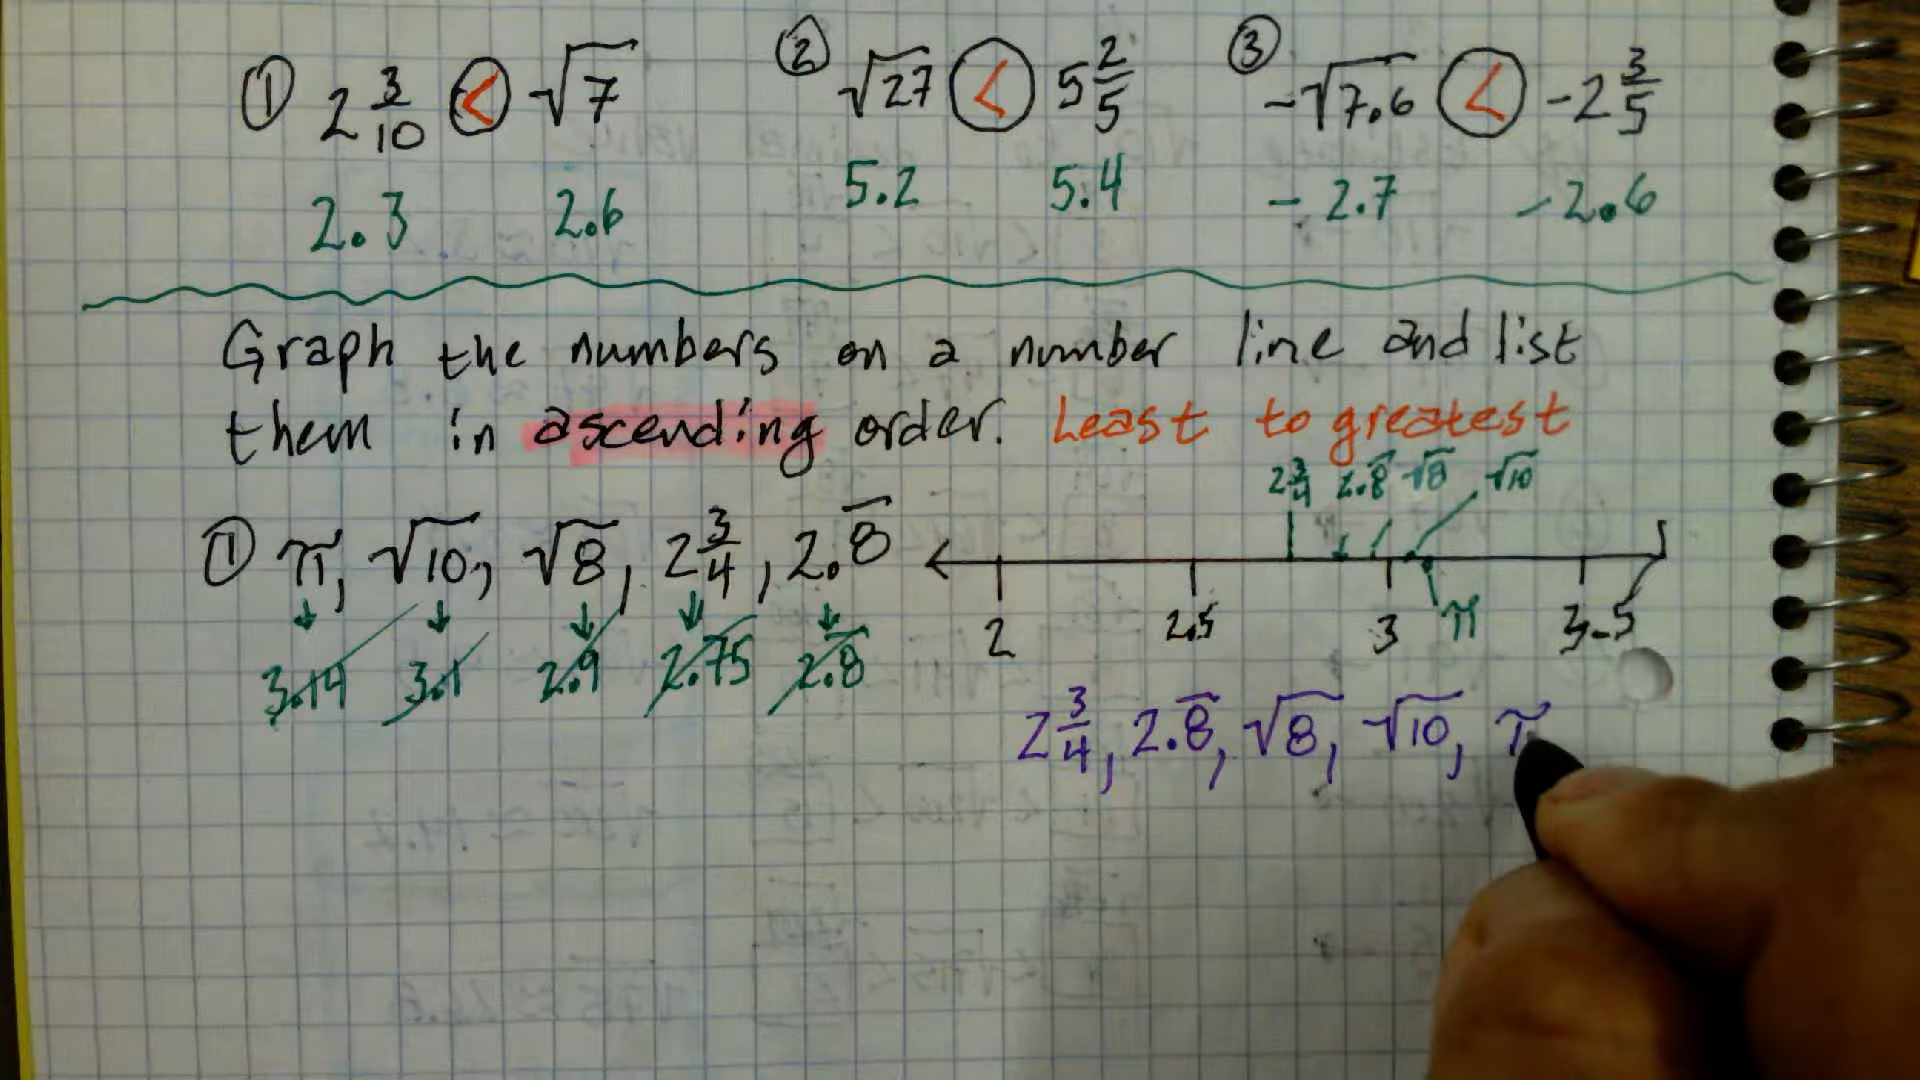 ① 2 3/10 < √7 ② √27 < 5 2/5 ③ -√7.6 < -2 3/5
2.3 2.6 5.2 5.4 -2.7 -2.6
Graph the numbers on a number line and list
them in ascending order. Least to greatest
2 3/4 2.8̅ √8 √10
① π, √10, √8, 2 3/4, 2.8̅
2 2.5 3 π 3.5
3.14 3.1 2.9 2.75 2.8̅
2 3/4, 2.8̅, √8, √10, π